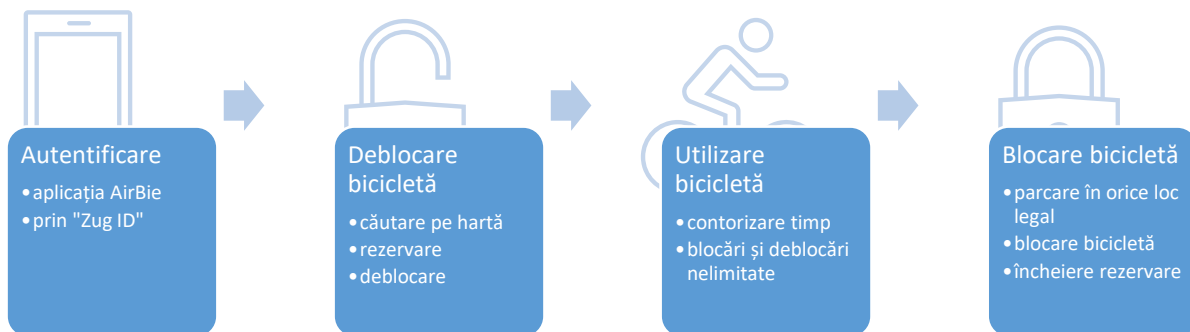 Autentificare
•aplicația AirBie
•prin "Zug ID"
Deblocare
bicicletă
•căutare pe hartă
•rezervare
•deblocare
Utilizare
bicicletă
•contorizare timp
•blocări și deblocări
nelimitate
Blocare bicicletă
•parcare în orice loc
legal
•blocare bicicletă
•încheiere rezervare